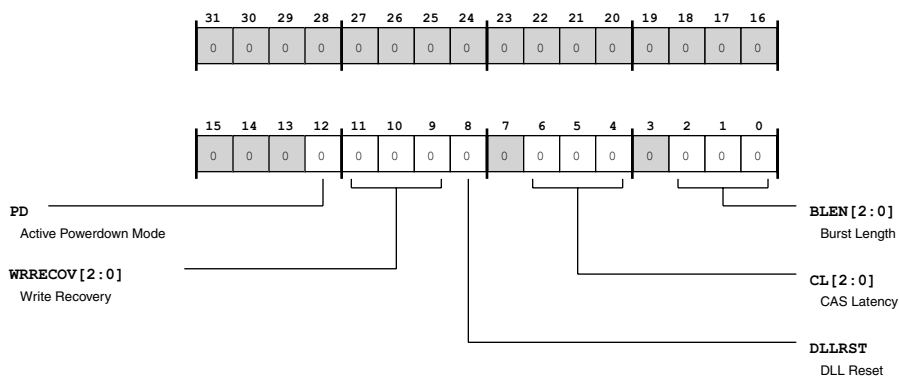 31 30 29 28 27 26 25 24 23 22 21 20 19 18 17 16
0 0 0 0 0 0 0 0 0 0 0 0 0 0 0 0
15 14 13 12 11 10 9 8 7 6 5 4 3 2 1 0
0 0 0 0 0 0 0 0 0 0 0 0 0 0 0 0
PD
Active Powerdown Mode
BLEN[2:0]
Burst Length
WRRECOV[2:0]
Write Recovery
CL[2:0]
CAS Latency
DLLRST
DLL Reset